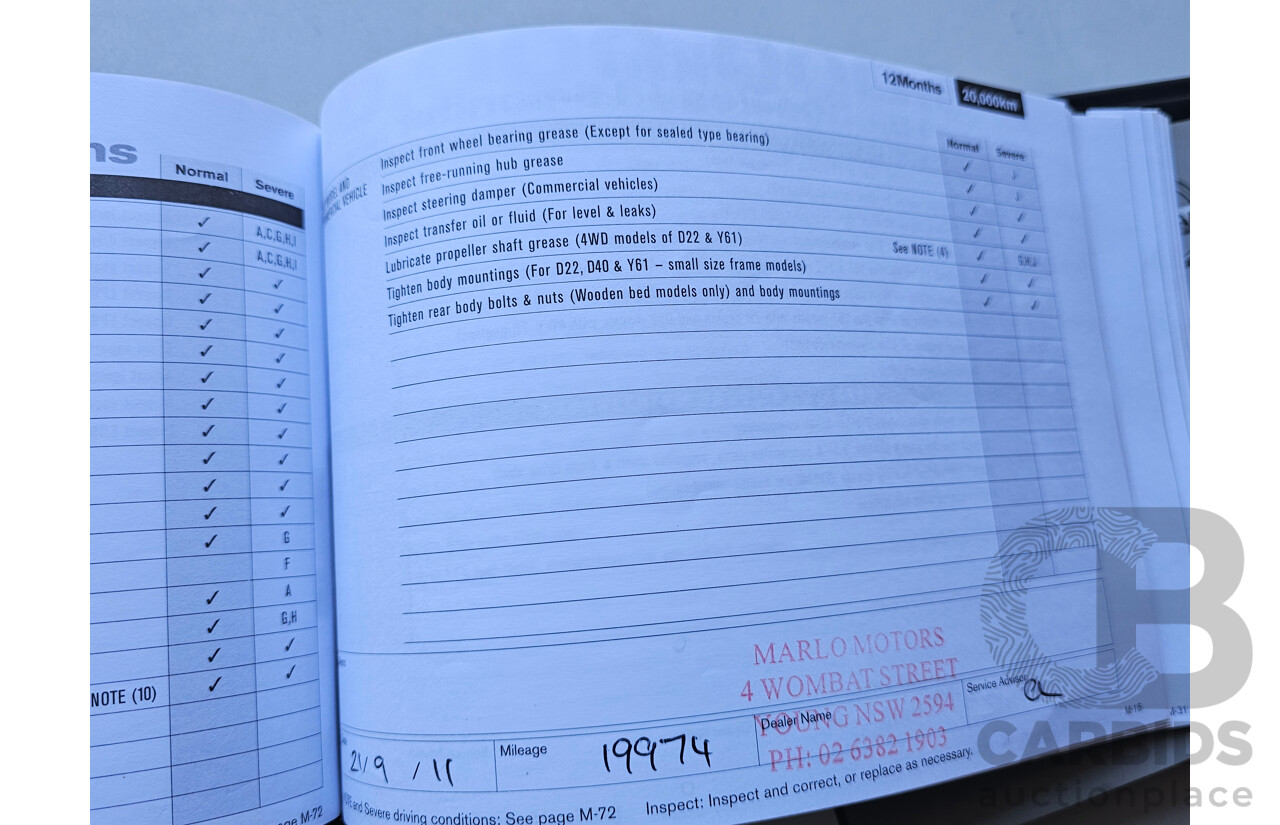 ns
Normal
Severe
✓
A,C,G,H,I
✓
A,C,G,H,I
✓ ✓
✓ ✓
✓ ✓
✓ ✓
✓ ✓
✓ ✓
✓ ✓
✓ ✓
✓ ✓
✓ ✓
✓ G
F
✓ A
✓ G,H
✓ ✓
NOTE (10) ✓ ✓
M-72
12Months 20,000km
Normal Severe
AND
VEHICLE
Inspect front wheel bearing grease (Except for sealed type bearing) ✓
Inspect free-running hub grease ✓
Inspect steering damper (Commercial vehicles) ✓ ✓
Inspect transfer oil or fluid (For level & leaks) ✓ ✓
Lubricate propeller shaft grease (4WD models of D22 & Y61) See NOTE (4) ✓
Tighten body mountings (For D22, D40 & Y61 – small size frame models) ✓ ✓
Tighten rear body bolts & nuts (Wooden bed models only) and body mountings ✓ ✓
MARLO MOTORS
4 WOMBAT STREET
YOUNG NSW 2594
PH: 02 6382 1903
21/9/11
Mileage
19974
Dealer Name
Service Adviser
and Severe driving conditions: See page M-72
Inspect: Inspect and correct, or replace as necessary.
CB
CARBIDS
auctionplace